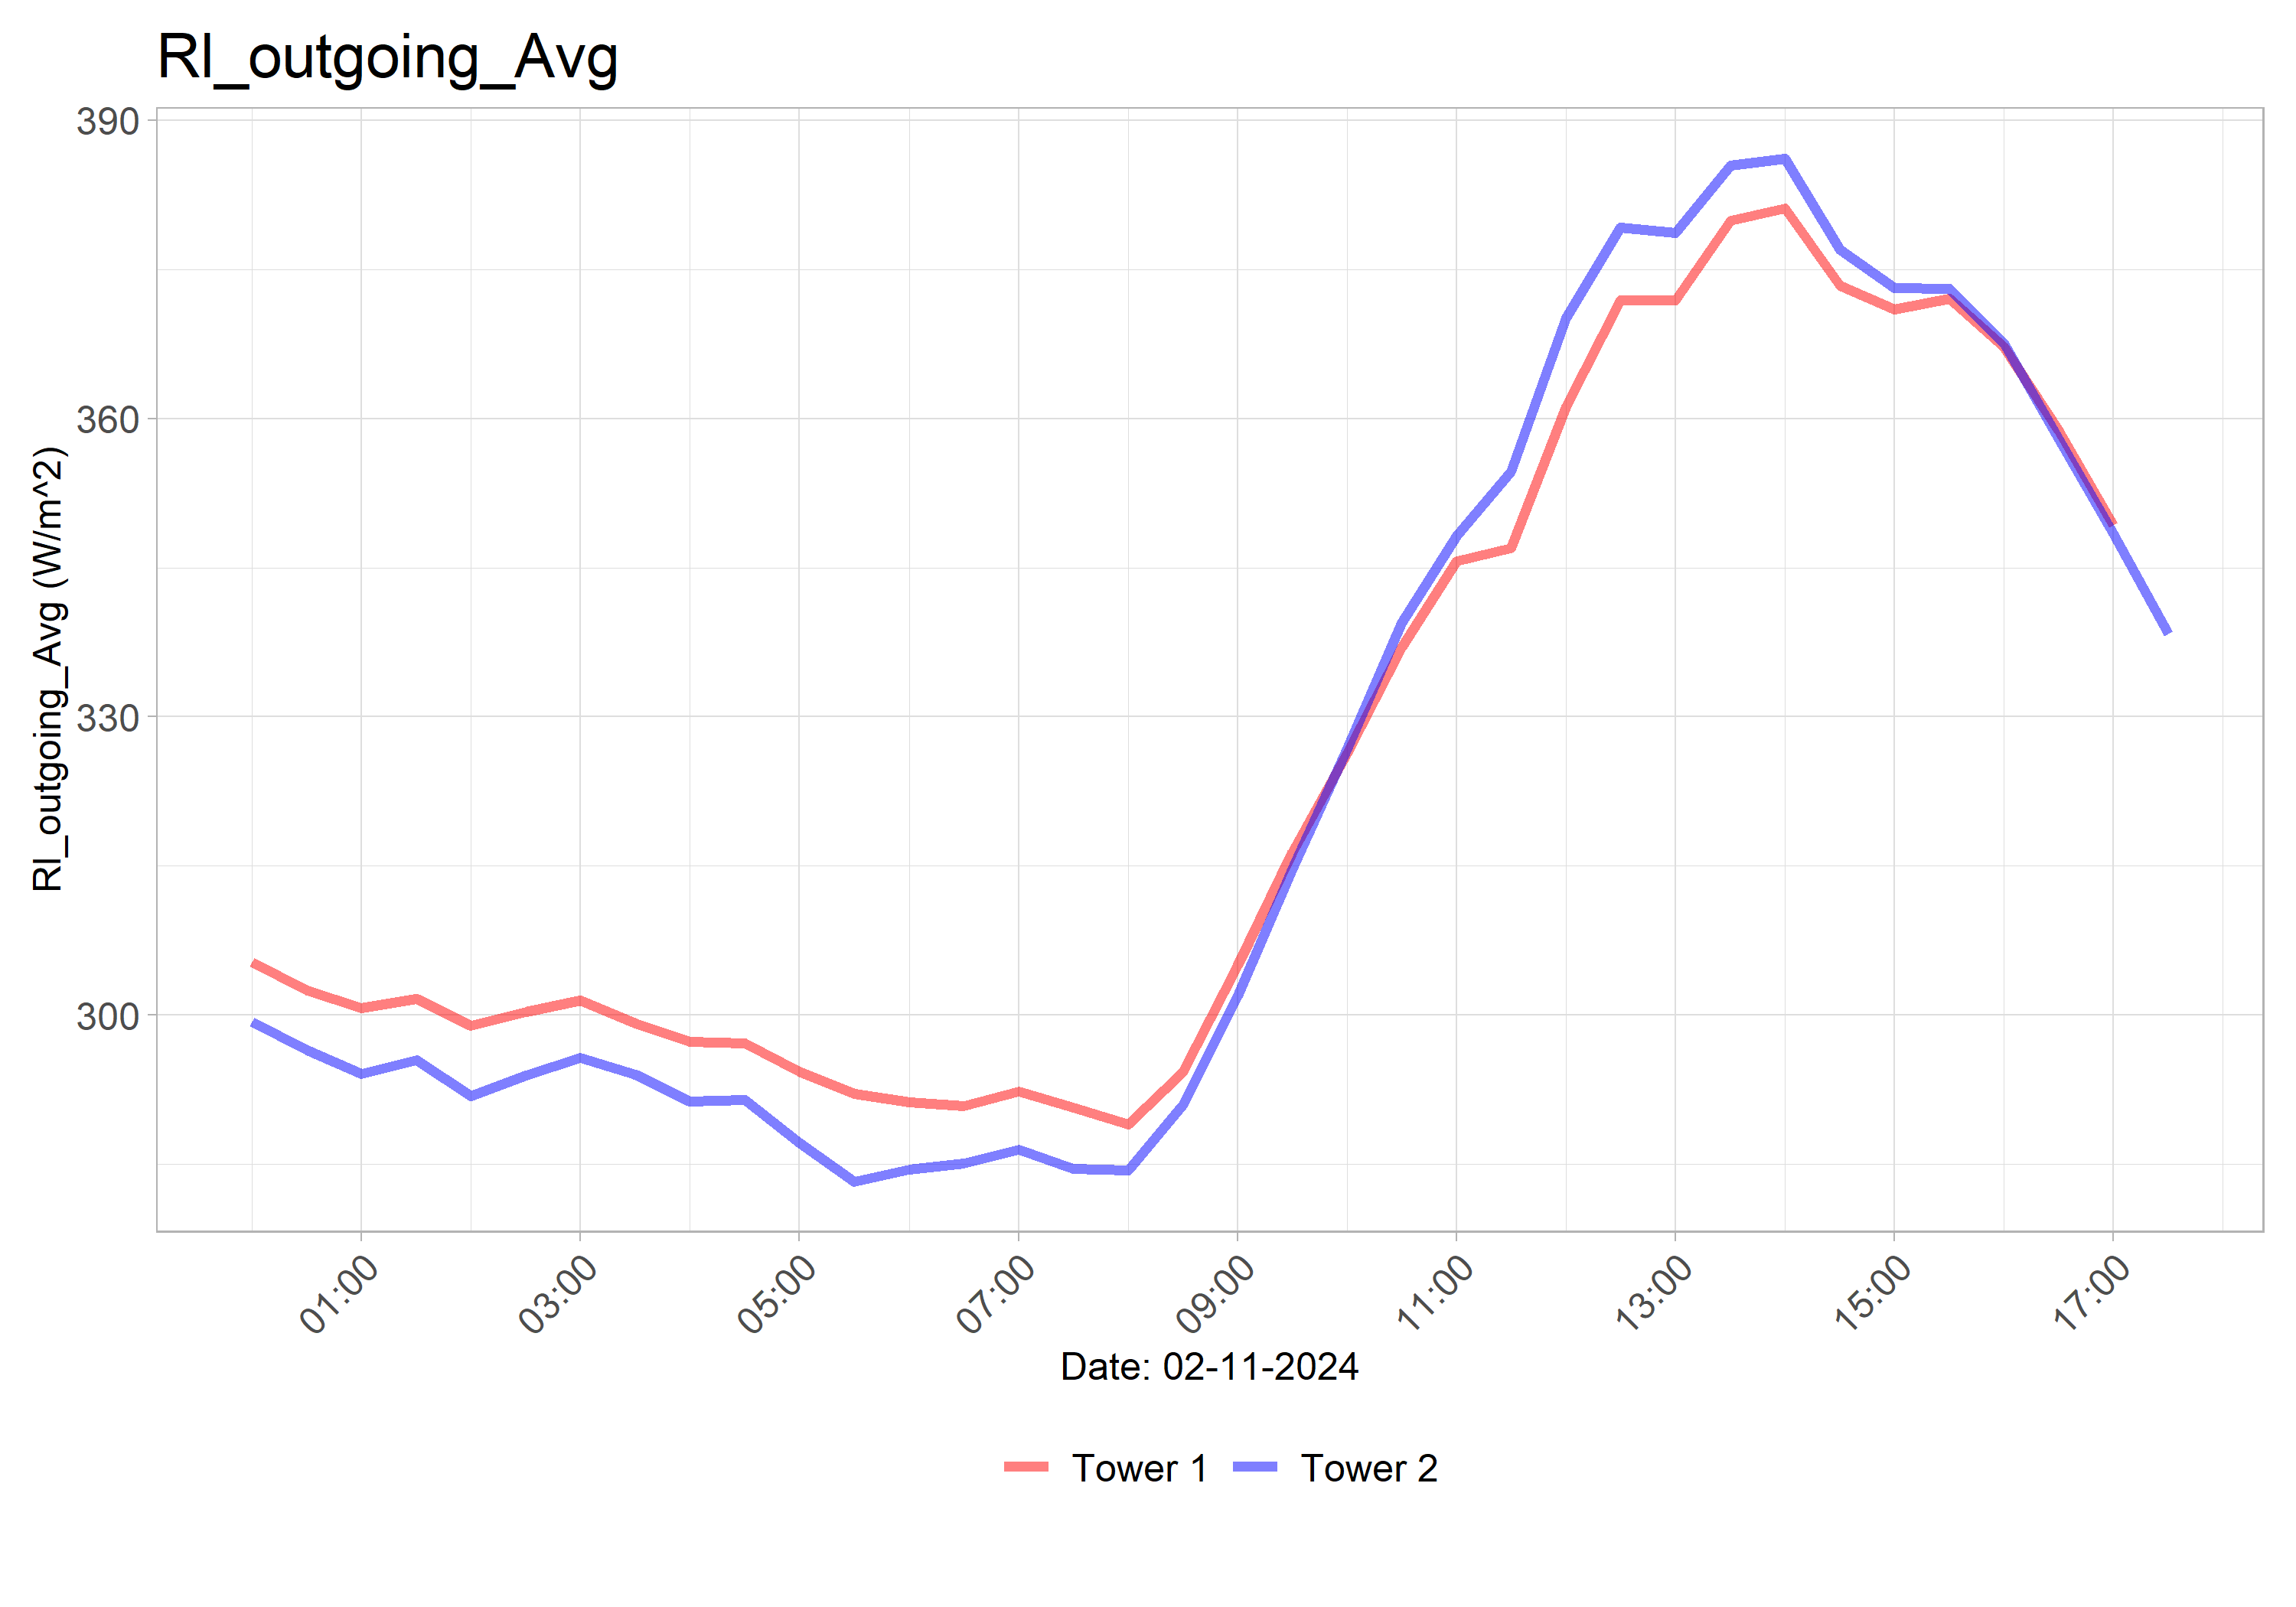 Rl_outgoing_Avg
390
360
330
300
Rl_outgoing_Avg (W/m^2)
01:00 03:00 05:00 07:00 09:00 11:00 13:00 15:00 17:00
Date: 02-11-2024
Tower 1 Tower 2